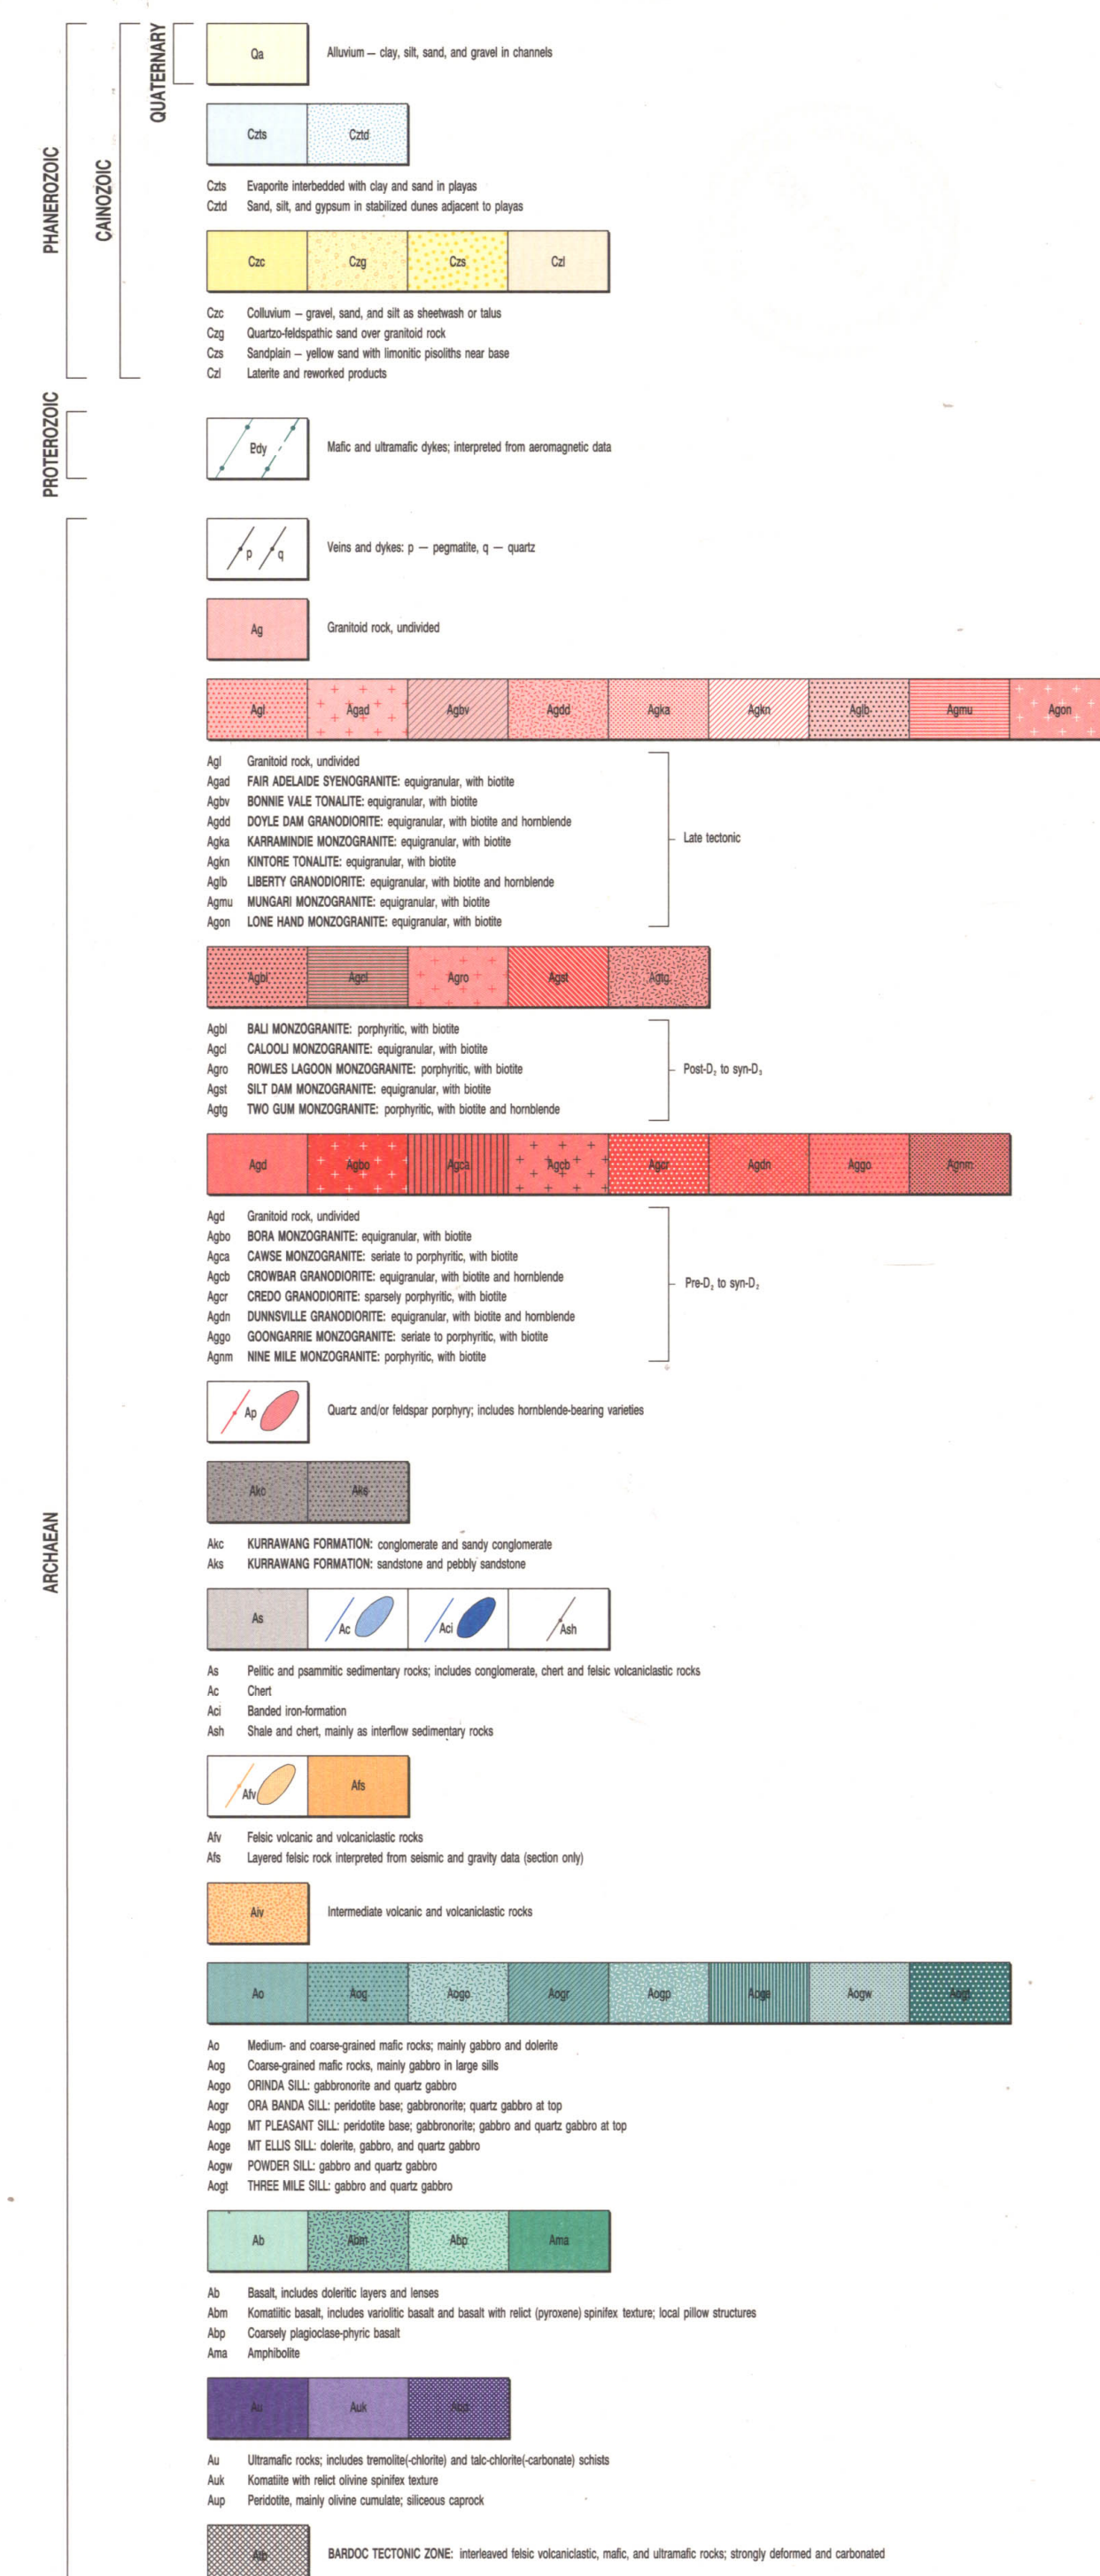 PHANEROZOIC
CAINOZOIC
QUATERNARY
Qa
Alluvium — clay, silt, sand, and gravel in channels
Czts Cztd
Czts Evaporite interbedded with clay and sand in playas
Cztd Sand, silt, and gypsum in stabilized dunes adjacent to playas
Czc Czg Czs Czl
Czc Colluvium — gravel, sand, and silt as sheetwash or talus
Czg Quartzo-feldspathic sand over granitoid rock
Czs Sandplain — yellow sand with limonitic pisoliths near base
Czl Laterite and reworked products
PROTEROZOIC
Pdy
Mafic and ultramafic dykes; interpreted from aeromagnetic data
ARCHAEAN
p q
Veins and dykes: p — pegmatite, q — quartz
Ag
Granitoid rock, undivided
Agl Agad Agbv Agdd Agka Agkn Aglb Agmu Agon
Agl Granitoid rock, undivided
Agad FAIR ADELAIDE SYENOGRANITE: equigranular, with biotite
Agbv BONNIE VALE TONALITE: equigranular, with biotite
Agdd DOYLE DAM GRANODIORITE: equigranular, with biotite and hornblende
Agka KARRAMINDIE MONZOGRANITE: equigranular, with biotite
Agkn KINTORE TONALITE: equigranular, with biotite
Aglb LIBERTY GRANODIORITE: equigranular, with biotite and hornblende
Agmu MUNGARI MONZOGRANITE: equigranular, with biotite
Agon LONE HAND MONZOGRANITE: equigranular, with biotite
Late tectonic
Agbl Agcl Agro Agst Agtg
Agbl BALI MONZOGRANITE: porphyritic, with biotite
Agcl CALOOLI MONZOGRANITE: equigranular, with biotite
Agro ROWLES LAGOON MONZOGRANITE: porphyritic, with biotite
Agst SILT DAM MONZOGRANITE: equigranular, with biotite
Agtg TWO GUM MONZOGRANITE: porphyritic, with biotite and hornblende
Post-D₂ to syn-D₃
Agd Agbo Agca Agcb Agcr Agdn Aggo Agnm
Agd Granitoid rock, undivided
Agbo BORA MONZOGRANITE: equigranular, with biotite
Agca CAWSE MONZOGRANITE: seriate to porphyritic, with biotite
Agcb CROWBAR GRANODIORITE: equigranular, with biotite and hornblende
Agcr CREDO GRANODIORITE: sparsely porphyritic, with biotite
Agdn DUNNSVILLE GRANODIORITE: equigranular, with biotite and hornblende
Aggo GOONGARRIE MONZOGRANITE: seriate to porphyritic, with biotite
Agnm NINE MILE MONZOGRANITE: porphyritic, with biotite
Pre-D₂ to syn-D₂
Ap
Quartz and/or feldspar porphyry; includes hornblende-bearing varieties
Akc Aks
Akc KURRAWANG FORMATION: conglomerate and sandy conglomerate
Aks KURRAWANG FORMATION: sandstone and pebbly sandstone
As Ac Aci Ash
As Pelitic and psammitic sedimentary rocks; includes conglomerate, chert and felsic volcaniclastic rocks
Ac Chert
Aci Banded iron-formation
Ash Shale and chert, mainly as interflow sedimentary rocks
Afv Afs
Afv Felsic volcanic and volcaniclastic rocks
Afs Layered felsic rock interpreted from seismic and gravity data (section only)
Aiv
Intermediate volcanic and volcaniclastic rocks
Ao Aog Aogo Aogr Aogp Aoge Aogw Aogt
Ao Medium- and coarse-grained mafic rocks; mainly gabbro and dolerite
Aog Coarse-grained mafic rocks, mainly gabbro in large sills
Aogo ORINDA SILL: gabbronorite and quartz gabbro
Aogr ORA BANDA SILL: peridotite base; gabbronorite; quartz gabbro at top
Aogp MT PLEASANT SILL: peridotite base; gabbronorite; gabbro and quartz gabbro at top
Aoge MT ELLIS SILL: dolerite, gabbro, and quartz gabbro
Aogw POWDER SILL: gabbro and quartz gabbro
Aogt THREE MILE SILL: gabbro and quartz gabbro
Ab Abm Abp Ama
Ab Basalt, includes doleritic layers and lenses
Abm Komatiitic basalt, includes variolitic basalt and basalt with relict (pyroxene) spinifex texture; local pillow structures
Abp Coarsely plagioclase-phyric basalt
Ama Amphibolite
Au Auk
Au Ultramafic rocks; includes tremolite(-chlorite) and talc-chlorite(-carbonate) schists
Auk Komatiite with relict olivine spinifex texture
Aup Peridotite, mainly olivine cumulate; siliceous caprock
BARDOC TECTONIC ZONE: interleaved felsic volcaniclastic, mafic, and ultramafic rocks; strongly deformed and carbonated